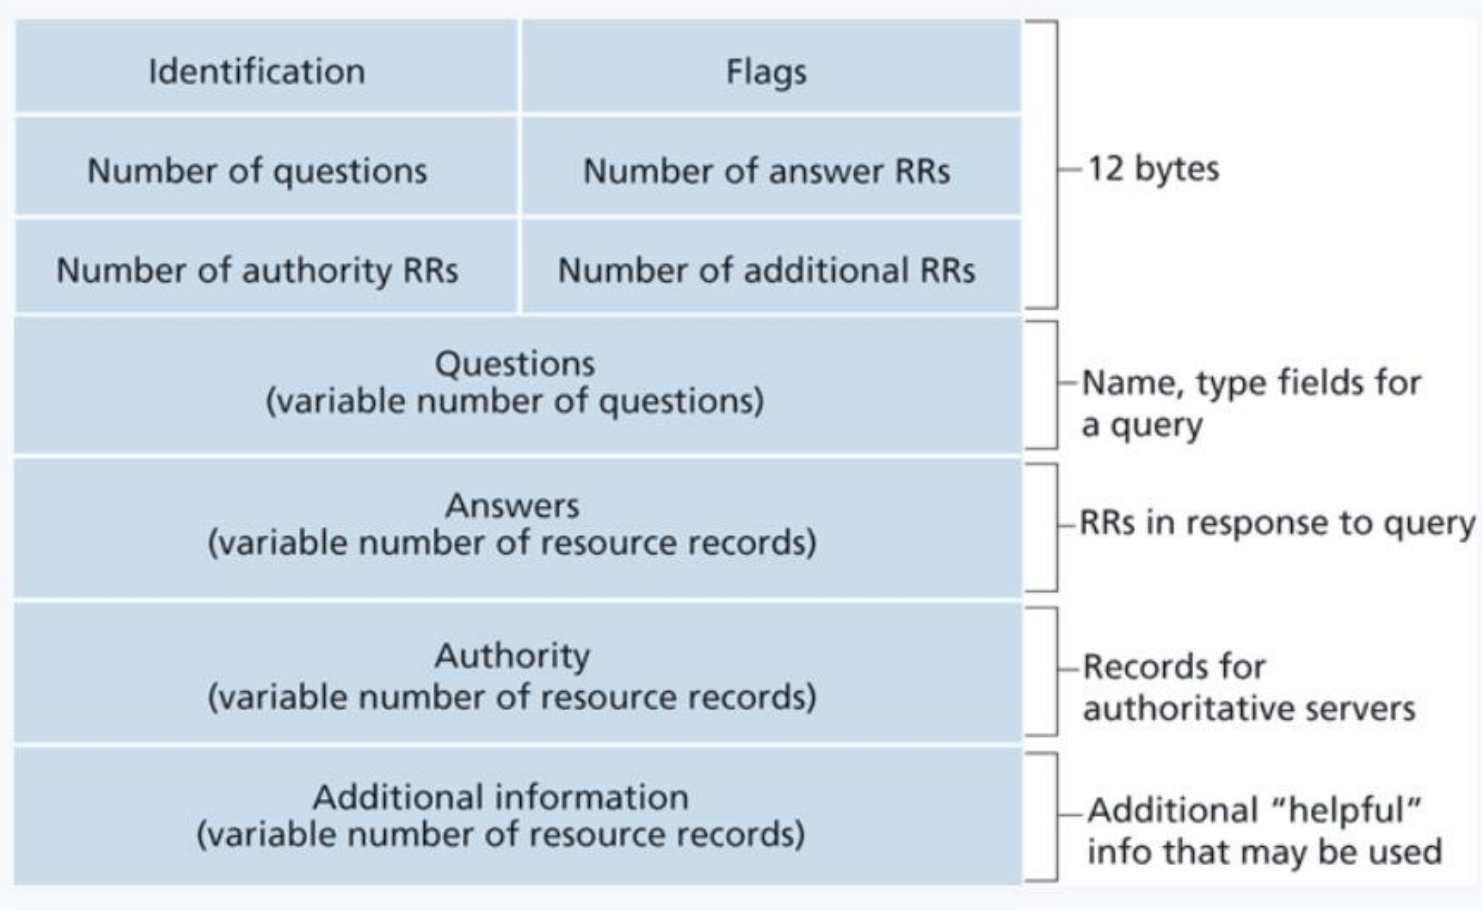 Identification
Flags
Number of questions
Number of answer RRs
12 bytes
Number of authority RRs
Number of additional RRs
Questions
(variable number of questions)
Name, type fields for
a query
Answers
(variable number of resource records)
RRs in response to query
Authority
(variable number of resource records)
Records for
authoritative servers
Additional information
(variable number of resource records)
Additional “helpful”
info that may be used